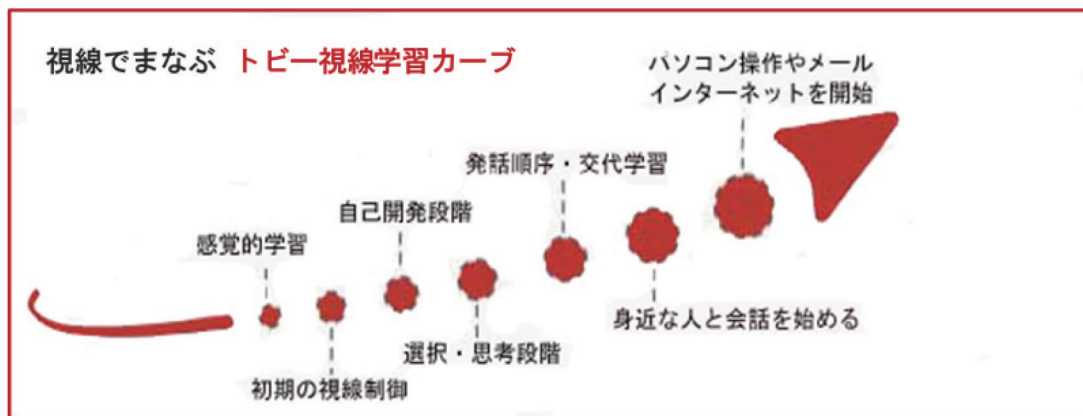 視線でまなぶ トビー視線学習カーブ
感覚的学習
初期の視線制御
自己開発段階
選択・思考段階
発話順序・交代学習
身近な人と会話を始める
パソコン操作やメール
インターネットを開始